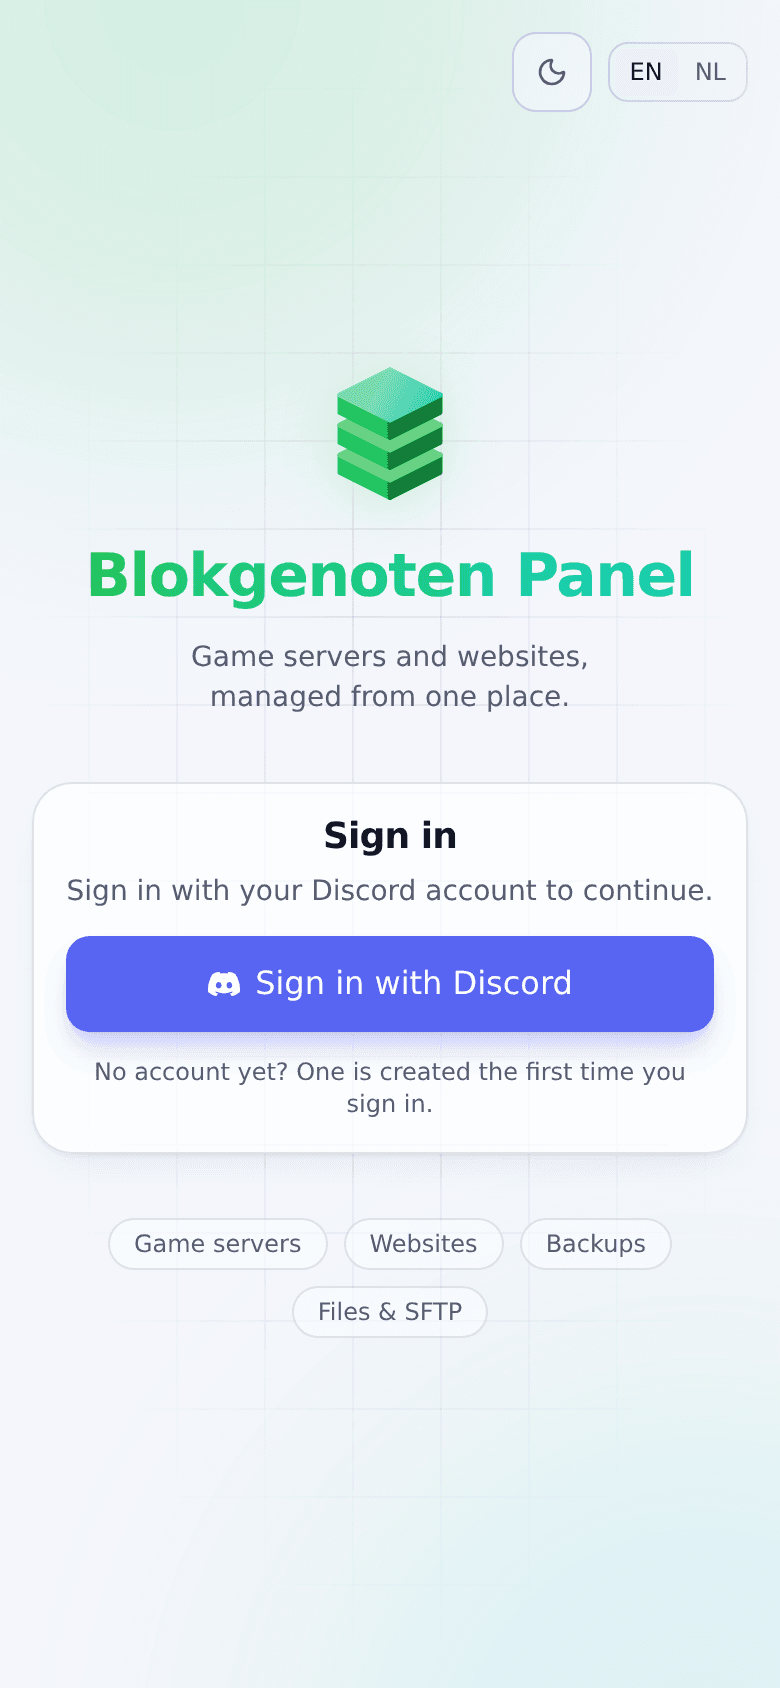 EN NL
Blokgenoten Panel
Game servers and websites,
managed from one place.
Sign in
Sign in with your Discord account to continue.
Sign in with Discord
No account yet? One is created the first time you
sign in.
Game servers Websites Backups
Files & SFTP